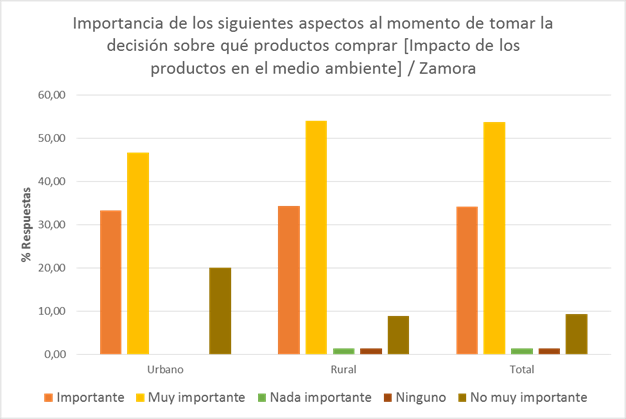 Importancia de los siguientes aspectos al momento de tomar la
decisión sobre qué productos comprar [Impacto de los
productos en el medio ambiente] / Zamora
60,00
50,00
40,00
30,00
20,00
10,00
0,00
% Respuestas
Urbano Rural Total
Importante Muy importante Nada importante Ninguno No muy importante